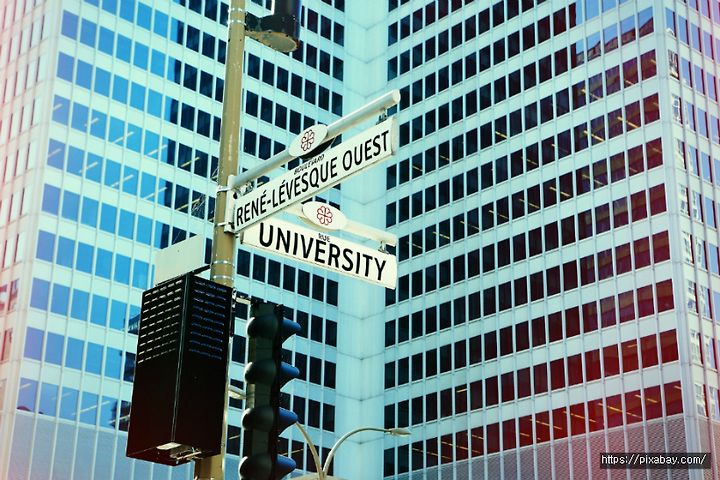 BOULEVARD
RENÉ-LÉVESQUE OUEST
RUE
UNIVERSITY
https://pixabay.com/